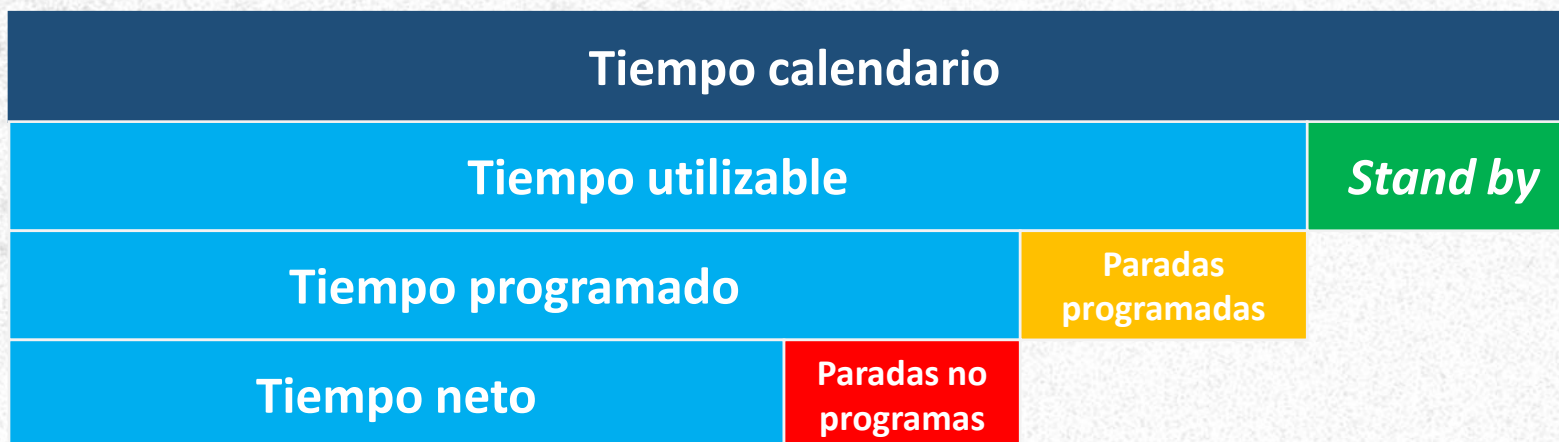 Tiempo calendario
Tiempo utilizable
Stand by
Tiempo programado
Paradas
programadas
Tiempo neto
Paradas no
programas